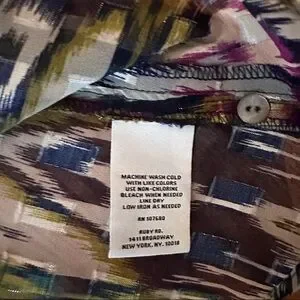 MACHINE WASH COLD
WITH LIKE COLORS
USE NON-CHLORINE
BLEACH WHEN NEEDED
LINE DRY
LOW IRON AS NEEDED
RN 107680
RUBY RD.
1411 BROADWAY
NEW YORK, NY. 10018